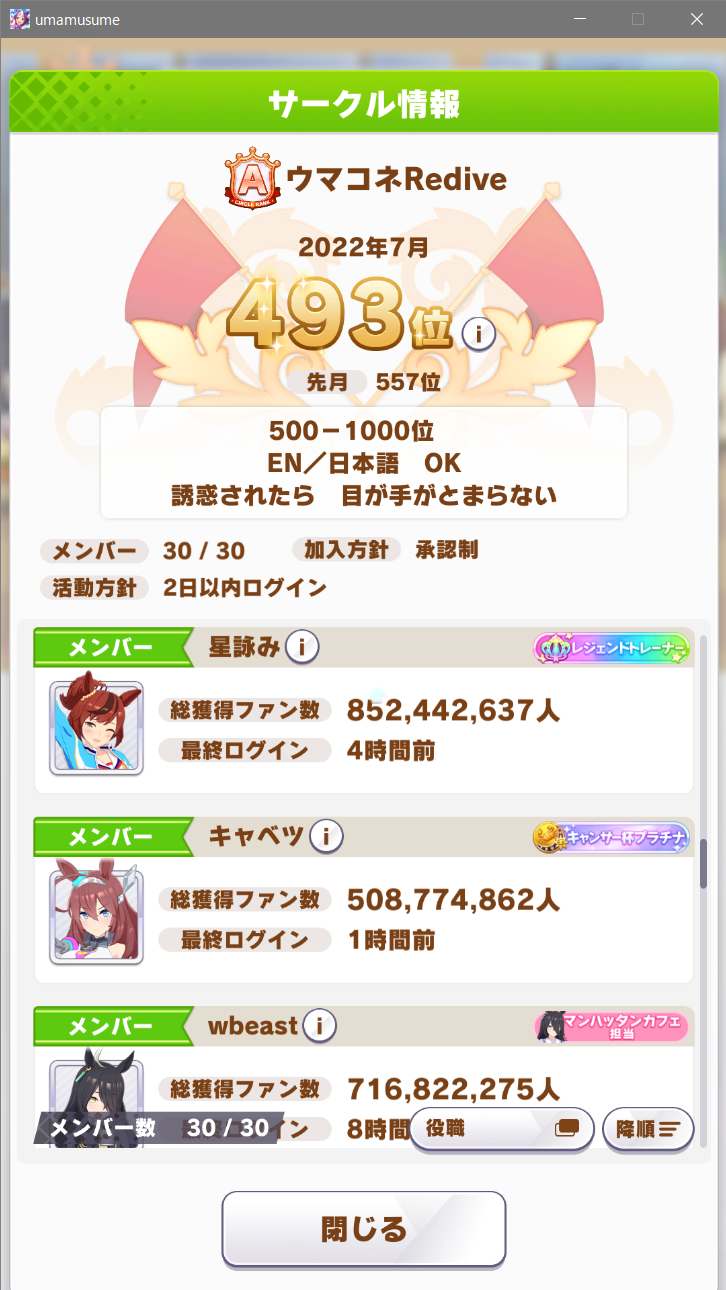 umamusume
サークル情報
A
CIRCLE RANK
ウマコネRedive
2022年7月
493位
先月 557位
500－1000位
EN／日本語　OK
誘惑されたら　目が手がとまらない
メンバー 30 / 30 加入方針 承認制
活動方針 2日以内ログイン
メンバー 星詠み レジェンドトレーナー
総獲得ファン数 852,442,637人
最終ログイン 4時間前
メンバー キャベツ キャンサー杯プラチナ
総獲得ファン数 508,774,862人
最終ログイン 1時間前
メンバー wbeast マンハッタンカフェ
担当
総獲得ファン数 716,822,275人
メンバー数 30 / 30 イン 8時間 役職 降順
閉じる